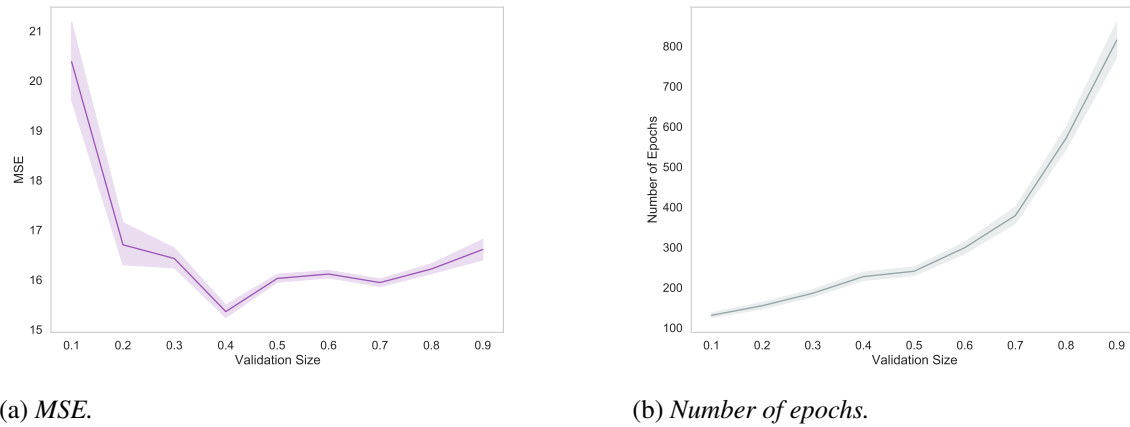 21
20
19
18
17
16
15
MSE
0.1 0.2 0.3 0.4 0.5 0.6 0.7 0.8 0.9
Validation Size
(a) MSE.
800
700
600
500
400
300
200
100
Number of Epochs
0.1 0.2 0.3 0.4 0.5 0.6 0.7 0.8 0.9
Validation Size
(b) Number of epochs.